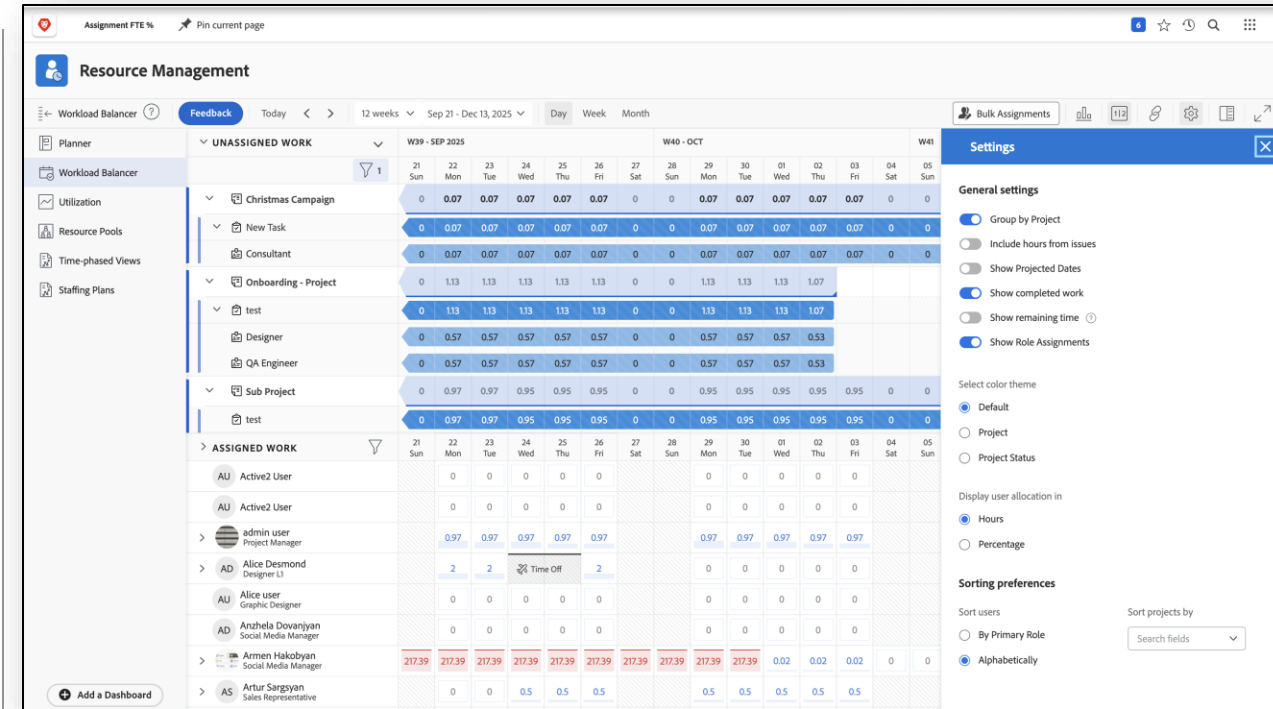 Assignment FTE % Pin current page 6
Resource Management
Workload Balancer ? Feedback Today 12 weeks Sep 21 - Dec 13, 2025 Day Week Month Bulk Assignments
Planner
Workload Balancer
Utilization
Resource Pools
Time-phased Views
Staffing Plans
Add a Dashboard
UNASSIGNED WORK W39 - SEP 2025 W40 - OCT W41
1 21 22 23 24 25 26 27 28 29 30 01 02 03 04 05
Sun Mon Tue Wed Thu Fri Sat Sun Mon Tue Wed Thu Fri Sat Sun
Christmas Campaign 0 0.07 0.07 0.07 0.07 0.07 0 0 0.07 0.07 0.07 0.07 0.07 0 0
New Task 0 0.07 0.07 0.07 0.07 0.07 0 0 0.07 0.07 0.07 0.07 0.07 0 0
Consultant 0 0.07 0.07 0.07 0.07 0.07 0 0 0.07 0.07 0.07 0.07 0.07 0 0
Onboarding - Project 0 1.13 1.13 1.13 1.13 1.13 0 0 1.13 1.13 1.13 1.07
test 0 1.13 1.13 1.13 1.13 1.13 0 0 1.13 1.13 1.13 1.07
Designer 0 0.57 0.57 0.57 0.57 0.57 0 0 0.57 0.57 0.57 0.53
QA Engineer 0 0.57 0.57 0.57 0.57 0.57 0 0 0.57 0.57 0.57 0.53
Sub Project 0 0.97 0.97 0.95 0.95 0.95 0 0 0.95 0.95 0.95 0.95 0.95 0 0
test 0 0.97 0.97 0.95 0.95 0.95 0 0 0.95 0.95 0.95 0.95 0.95 0 0
ASSIGNED WORK 21 22 23 24 25 26 27 28 29 30 01 02 03 04 05
Sun Mon Tue Wed Thu Fri Sat Sun Mon Tue Wed Thu Fri Sat Sun
AU Active2 User 0 0 0 0 0 0 0 0 0 0
AU Active2 User 0 0 0 0 0 0 0 0 0 0
admin user 0.97 0.97 0.97 0.97 0.97 0.97 0.97 0.97 0.97 0.97
Project Manager
AD Alice Desmond 2 2 Time Off 2 0 0 0 0 0
Designer L1
AU Alice user 0 0 0 0 0 0 0 0 0 0
Graphic Designer
AD Anzhela Dovanjyan 0 0 0 0 0 0 0 0 0 0
Social Media Manager
Armen Hakobyan 217.39 217.39 217.39 217.39 217.39 217.39 217.39 217.39 217.39 217.39 0.02 0.02 0.02 0 0
Social Media Manager
AS Artur Sargsyan 0 0 0.5 0.5 0.5 0.5 0.5 0.5 0.5 0.5
Sales Representative
Settings
General settings
Group by Project
Include hours from issues
Show Projected Dates
Show completed work
Show remaining time ?
Show Role Assignments
Select color theme
Default
Project
Project Status
Display user allocation in
Hours
Percentage
Sorting preferences
Sort users Sort projects by
By Primary Role Search fields
Alphabetically